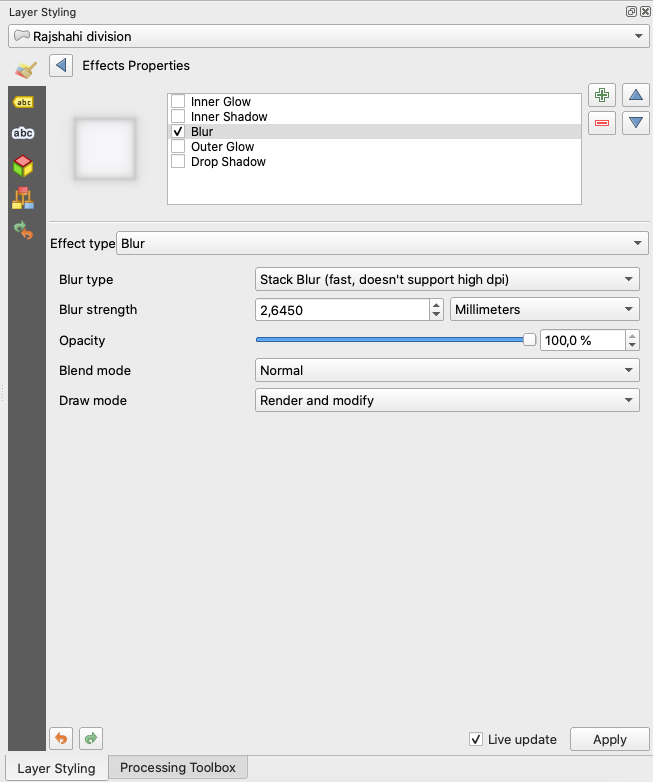 Layer Styling
Rajshahi division
Effects Properties
abc
abc
Inner Glow
Inner Shadow
Blur
Outer Glow
Drop Shadow
Effect type Blur
Blur type Stack Blur (fast, doesn't support high dpi)
Blur strength 2,6450 Millimeters
Opacity 100,0 %
Blend mode Normal
Draw mode Render and modify
Live update Apply
Layer Styling Processing Toolbox